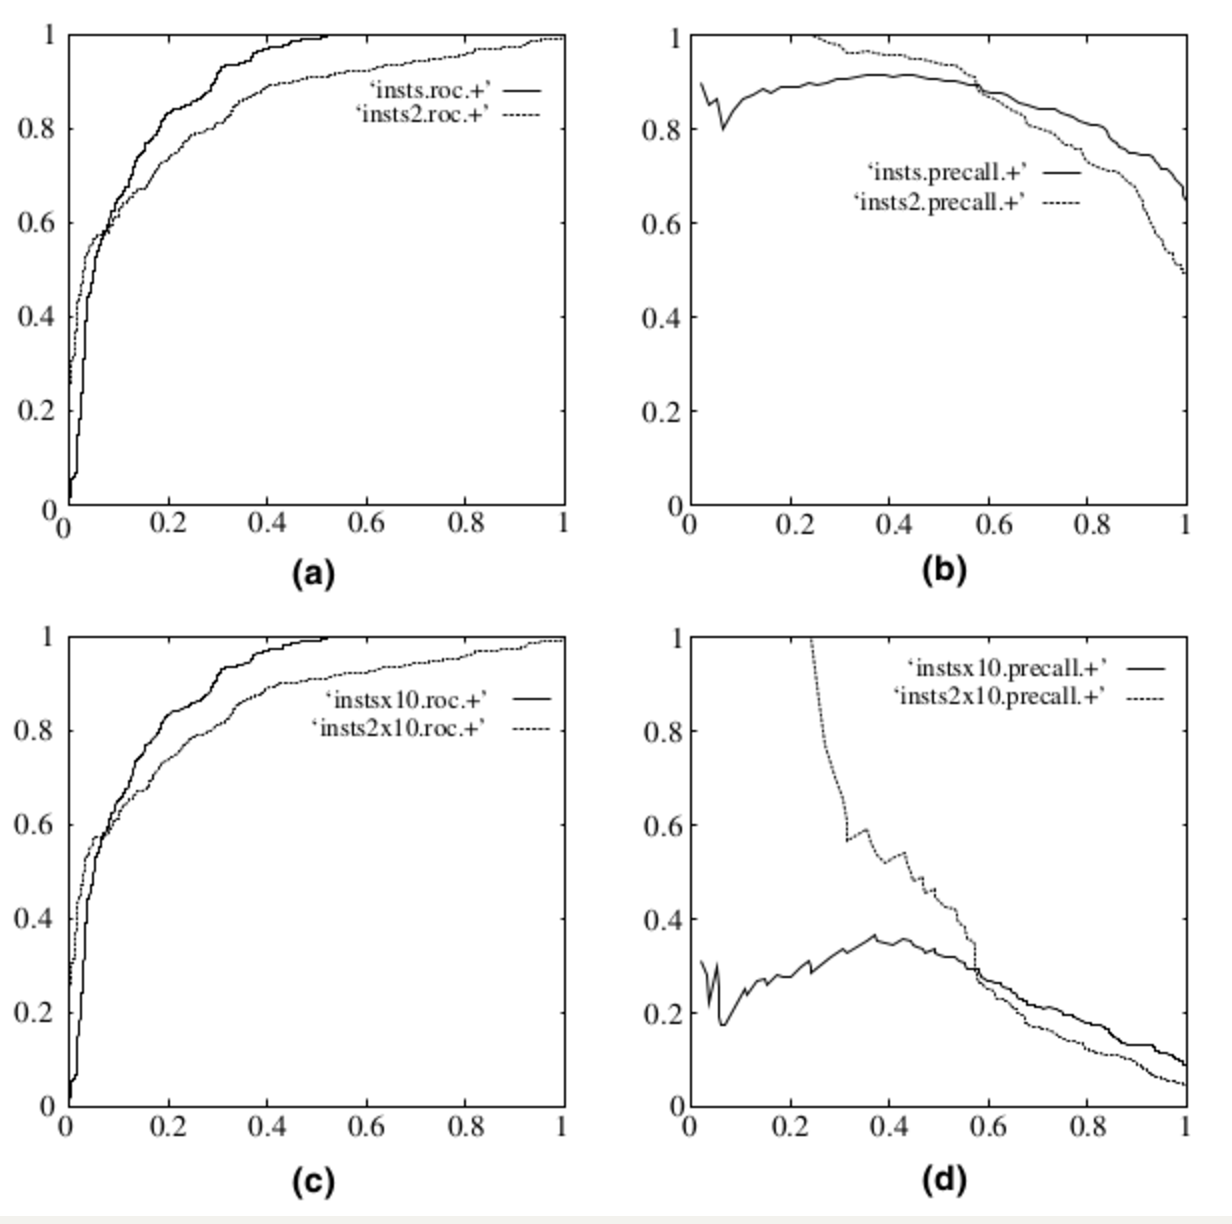 1
0.8
0.6
0.4
0.2
0
0 0.2 0.4 0.6 0.8 1
‘insts.roc.+’
‘insts2.roc.+’
(a)
1
0.8
0.6
0.4
0.2
0
0 0.2 0.4 0.6 0.8 1
‘insts.precall.+’
‘insts2.precall.+’
(b)
1
0.8
0.6
0.4
0.2
0
0 0.2 0.4 0.6 0.8 1
‘instsx10.roc.+’
‘insts2x10.roc.+’
(c)
1
0.8
0.6
0.4
0.2
0
0 0.2 0.4 0.6 0.8 1
‘instsx10.precall.+’
‘insts2x10.precall.+’
(d)